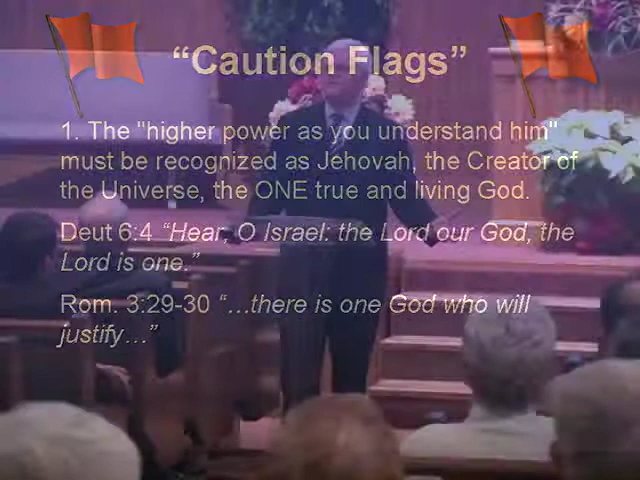 “Caution Flags”
1. The "higher power as you understand him"
must be recognized as Jehovah, the Creator of
the Universe, the ONE true and living God.
Deut 6:4 “Hear, O Israel: the Lord our God, the
Lord is one.”
Rom. 3:29-30 “…there is one God who will
justify…”